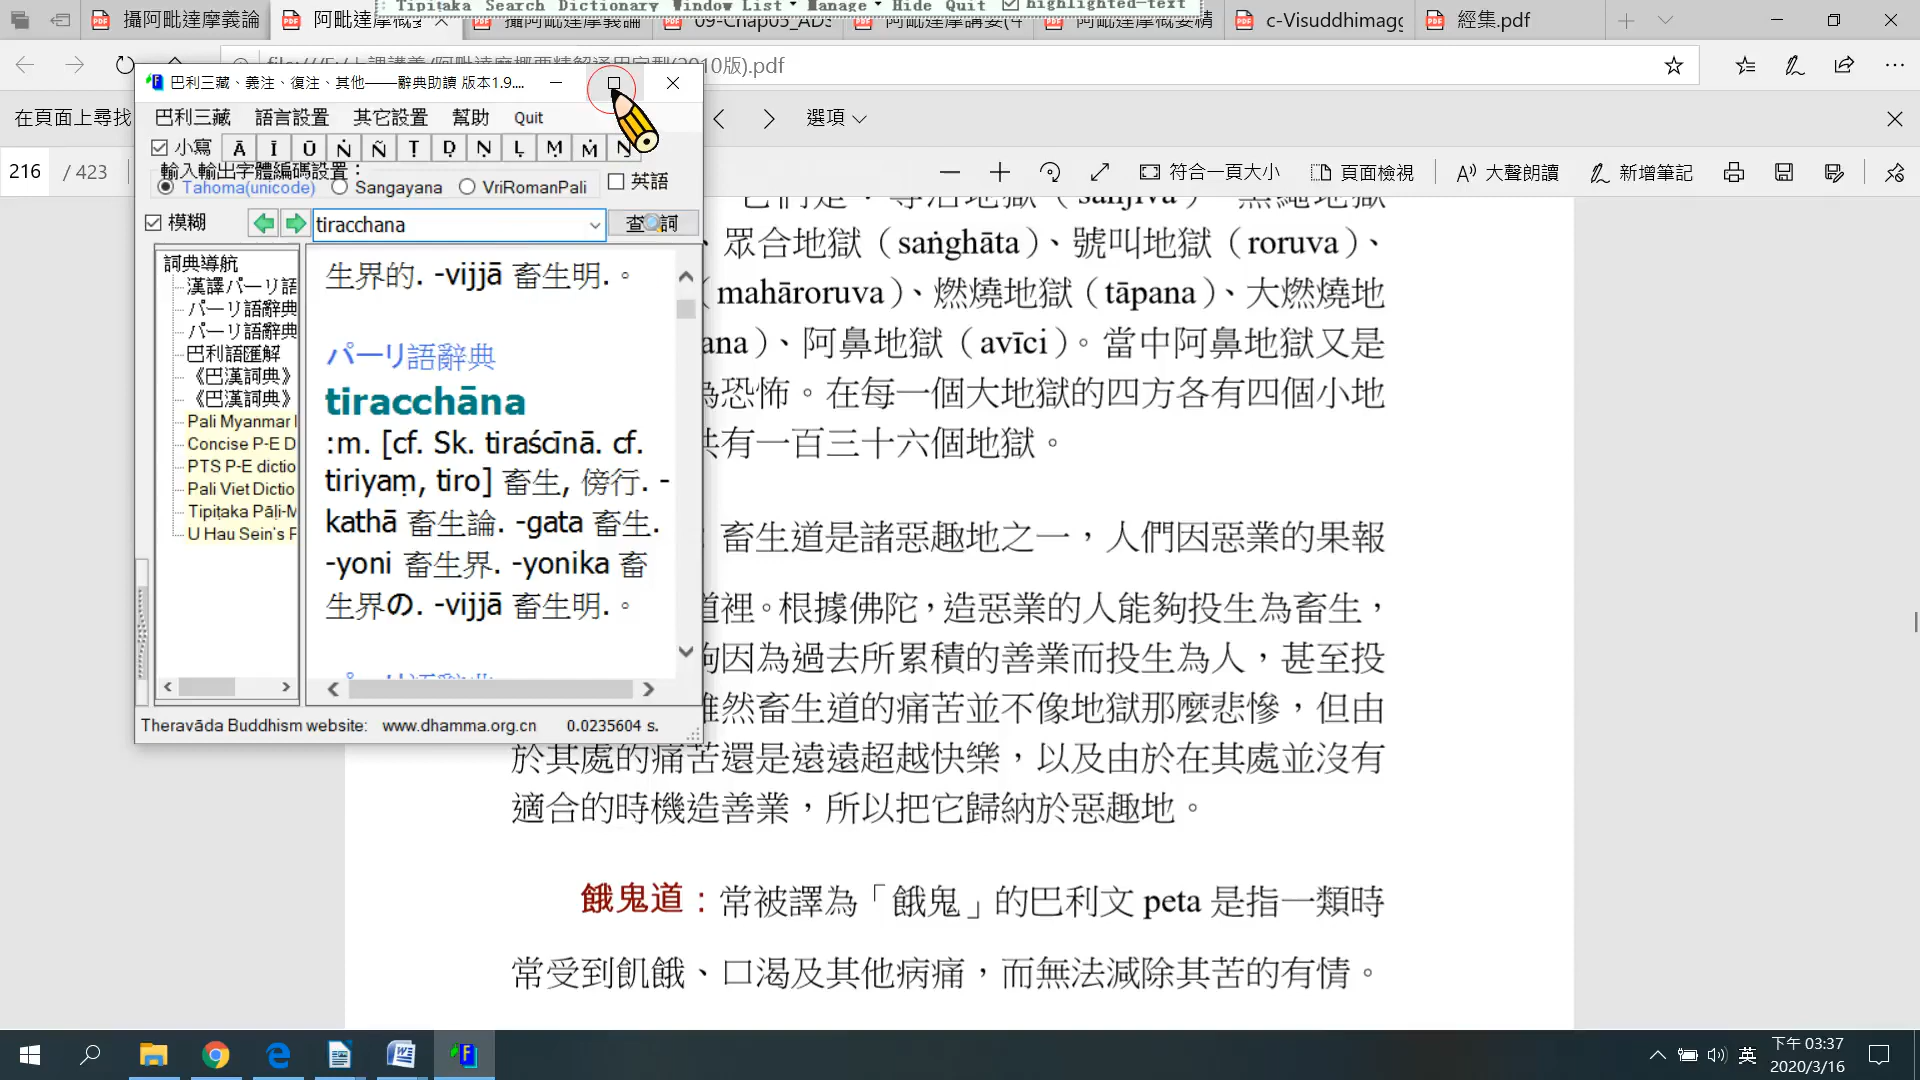 攝阿毗達摩義論
Tipiṭaka Search Dictionary Window List Manage Hide Quit highlighted-text
c-Visuddhimagg
經集.pdf
巴利三藏、義注、復注、其他——辭典助讀 版本1.9....
在頁面上尋找
選項
巴利三藏 語言設置 其它設置 幫助 Quit
小寫 Ā Ī Ū Ṅ Ñ Ṭ Ḍ Ṇ Ḷ Ṃ Ṁ
輸入輸出字體編碼設置：
Tahoma(unicode) Sangayana VriRomanPali 英語
216 / 423
符合一頁大小 頁面檢視 大聲朗讀 新增筆記
模糊 tiracchana 查詞
詞典導航
漢譯パーリ語
パーリ語辭典
パーリ語辭典
巴利語匯解
《巴漢詞典》
《巴漢詞典》
Pali Myanmar
Concise P-E D
PTS P-E dictio
Pali Viet Dictio
Tipiṭaka Pāḷi-M
U Hau Sein's P
生界的. -vijjā 畜生明.。
パーリ語辭典
tiracchāna
:m. [cf. Sk. tiraścīnā. cf.
tiriyaṃ, tiro] 畜生, 傍行. -
kathā 畜生論. -gata 畜生.
-yoni 畜生界. -yonika 畜
生界の. -vijjā 畜生明.。
Theravāda Buddhism website: www.dhamma.org.cn 0.0235604 s.
、眾合地獄（saṅghāta）、號叫地獄（roruva）、
（mahāroruva）、燃燒地獄（tāpana）、大燃燒地
ana）、阿鼻地獄（avīci）。當中阿鼻地獄又是
為恐怖。在每一個大地獄的四方各有四個小地
共有一百三十六個地獄。
：畜生道是諸惡趣地之一，人們因惡業的果報
道裡。根據佛陀，造惡業的人能夠投生為畜生，
夠因為過去所累積的善業而投生為人，甚至投
雖然畜生道的痛苦並不像地獄那麼悲慘，但由
於其處的痛苦還是遠遠超越快樂，以及由於在其處並沒有
適合的時機造善業，所以把它歸納於惡趣地。
餓鬼道：常被譯為「餓鬼」的巴利文 peta 是指一類時
常受到飢餓、口渴及其他病痛，而無法減除其苦的有情。
英
下午 03:37
2020/3/16